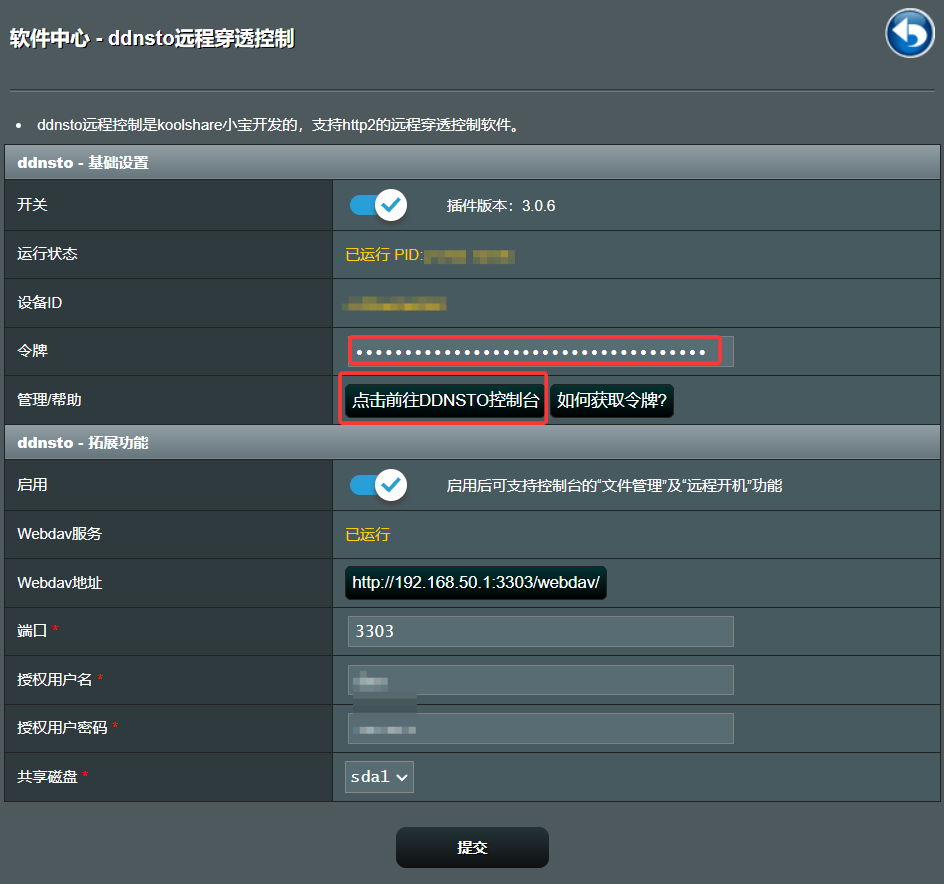 软件中心 - ddnsto远程穿透控制
ddnsto远程控制是koolshare小宝开发的，支持http2的远程穿透控制软件。
ddnsto - 基础设置
开关 插件版本：3.0.6
运行状态 已运行 PID:
设备ID
令牌 ••••••••••••••••••••••••••••••••••••
管理/帮助 点击前往DDNSTO控制台 如何获取令牌?
ddnsto - 拓展功能
启用 启用后可支持控制台的“文件管理”及“远程开机”功能
Webdav服务 已运行
Webdav地址 http://192.168.50.1:3303/webdav/
端口 * 3303
授权用户名 *
授权用户密码 *
共享磁盘 * sda1
提交